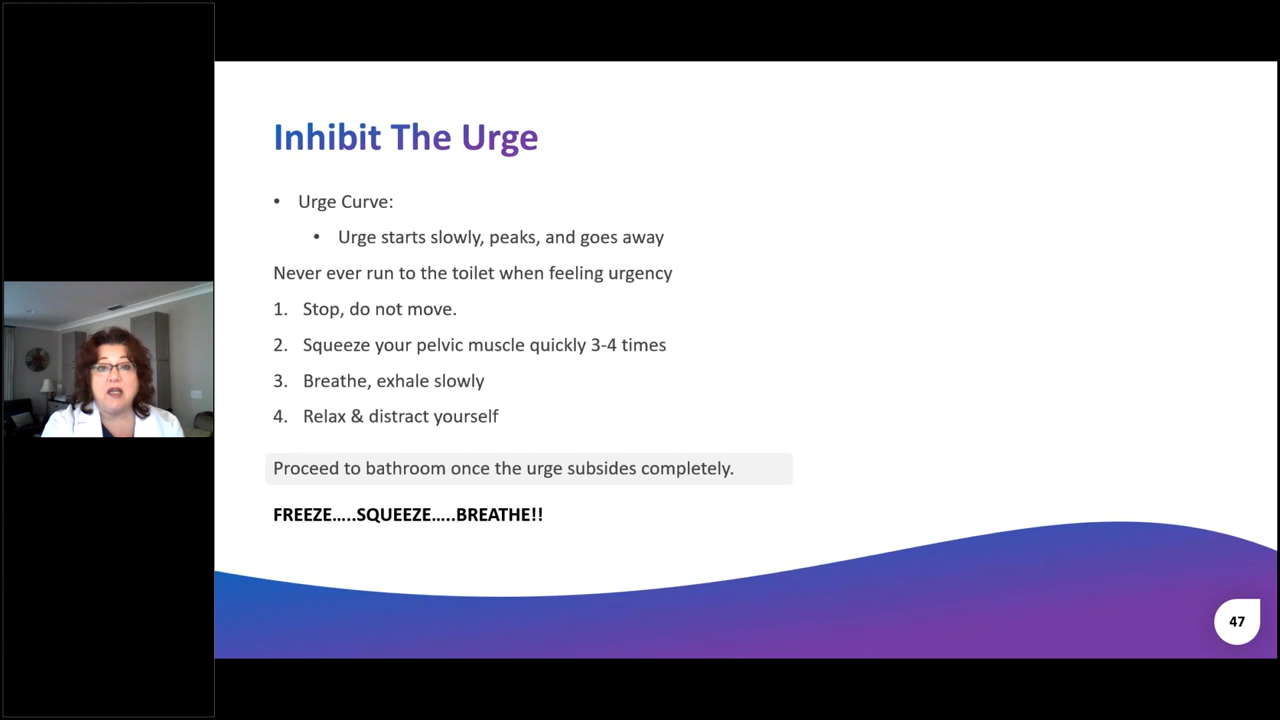 Inhibit The Urge
• Urge Curve:
• Urge starts slowly, peaks, and goes away
Never ever run to the toilet when feeling urgency
1. Stop, do not move.
2. Squeeze your pelvic muscle quickly 3-4 times
3. Breathe, exhale slowly
4. Relax & distract yourself
Proceed to bathroom once the urge subsides completely.
FREEZE.....SQUEEZE.....BREATHE!!
47